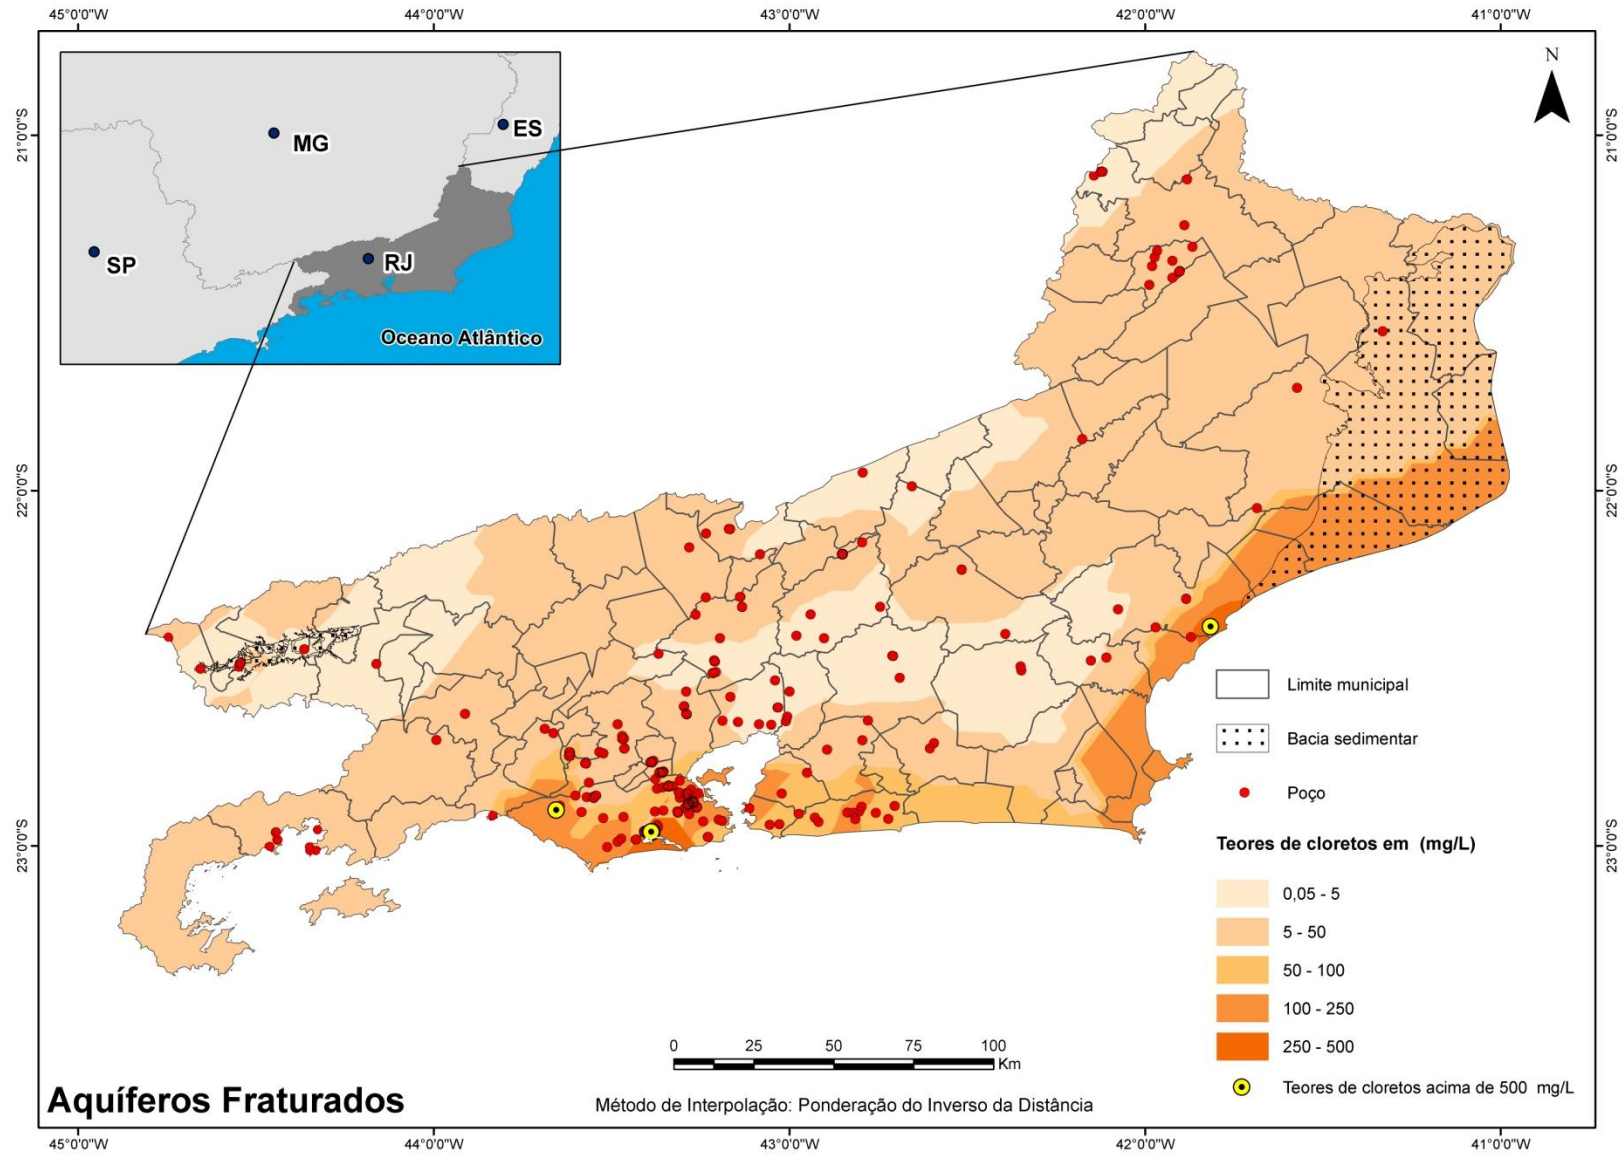 45°0'0"W 44°0'0"W 43°0'0"W 42°0'0"W 41°0'0"W
N
MG
ES
SP
RJ
Oceano Atlântico
21°0'0"S 21°0'0"S
22°0'0"S 22°0'0"S
23°0'0"S 23°0'0"S
Limite municipal
Bacia sedimentar
Poço
Teores de cloretos em (mg/L)
0,05 - 5
5 - 50
50 - 100
100 - 250
250 - 500
Teores de cloretos acima de 500 mg/L
0 25 50 75 100
Km
Aquíferos Fraturados
Método de Interpolação: Ponderação do Inverso da Distância
45°0'0"W 44°0'0"W 43°0'0"W 42°0'0"W 41°0'0"W